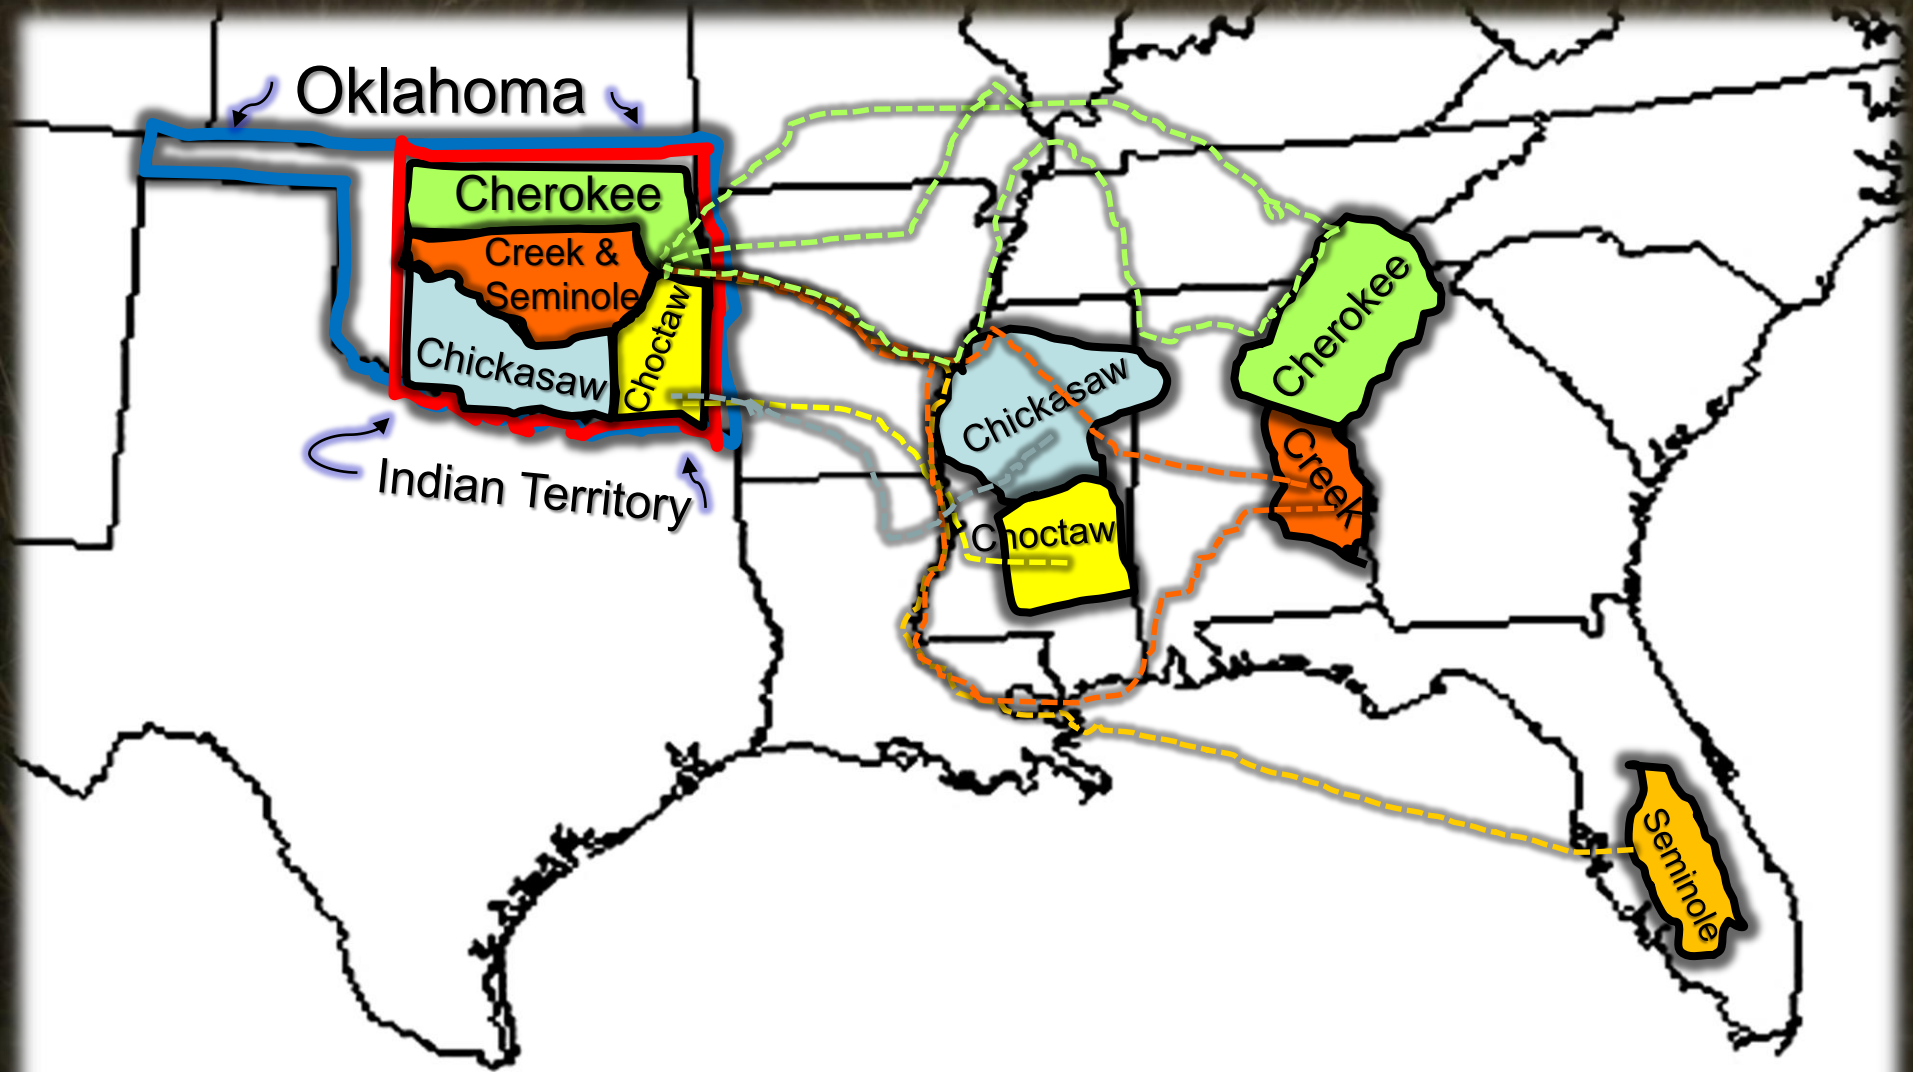 Oklahoma
Cherokee
Creek &
Seminole
Chickasaw
Choctaw
Indian Territory
Chickasaw
Choctaw
Cherokee
Creek
Seminole